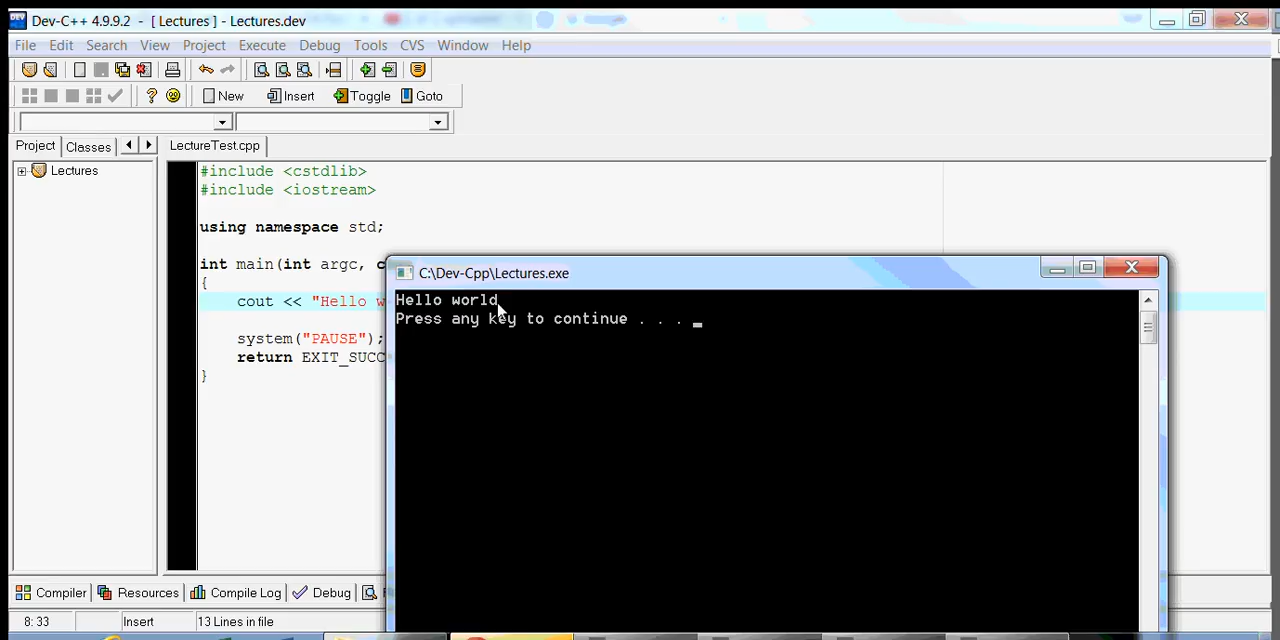 Dev-C++ 4.9.9.2 - [ Lectures ] - Lectures.dev
File Edit Search View Project Execute Debug Tools CVS Window Help
New Insert Toggle Goto
Project Classes LectureTest.cpp
Lectures
#include <cstdlib>
#include <iostream>
using namespace std;
int main(int argc, c
{
cout << "Hello w
system("PAUSE");
return EXIT_SUCC
}
C:\Dev-Cpp\Lectures.exe
Hello world
Press any key to continue . . . _
Compiler Resources Compile Log Debug
8: 33 Insert 13 Lines in file